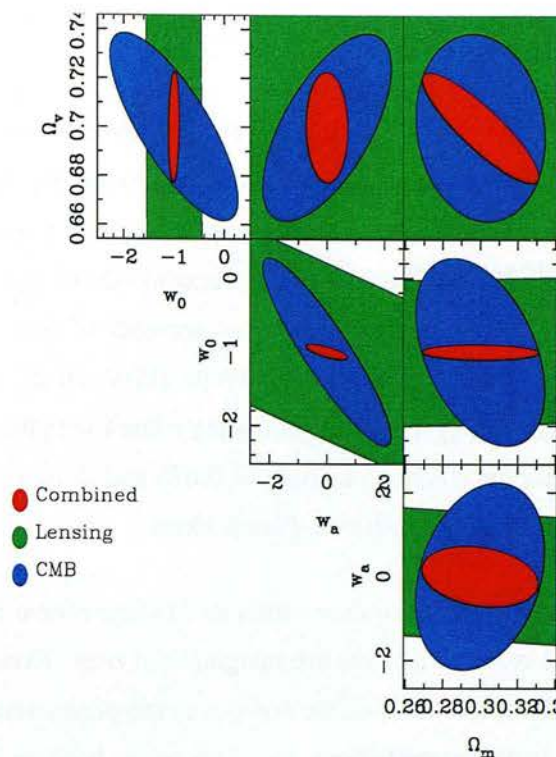 0.66 0.68 0.7 0.72 0.74
Ω_v
−2 −1 0
w_0
−2 −1 0
w_0
−2 0 2
w_a
Combined
Lensing
CMB
−2 0 2
w_a
0.26 0.28 0.30 0.32 0.3
Ω_m